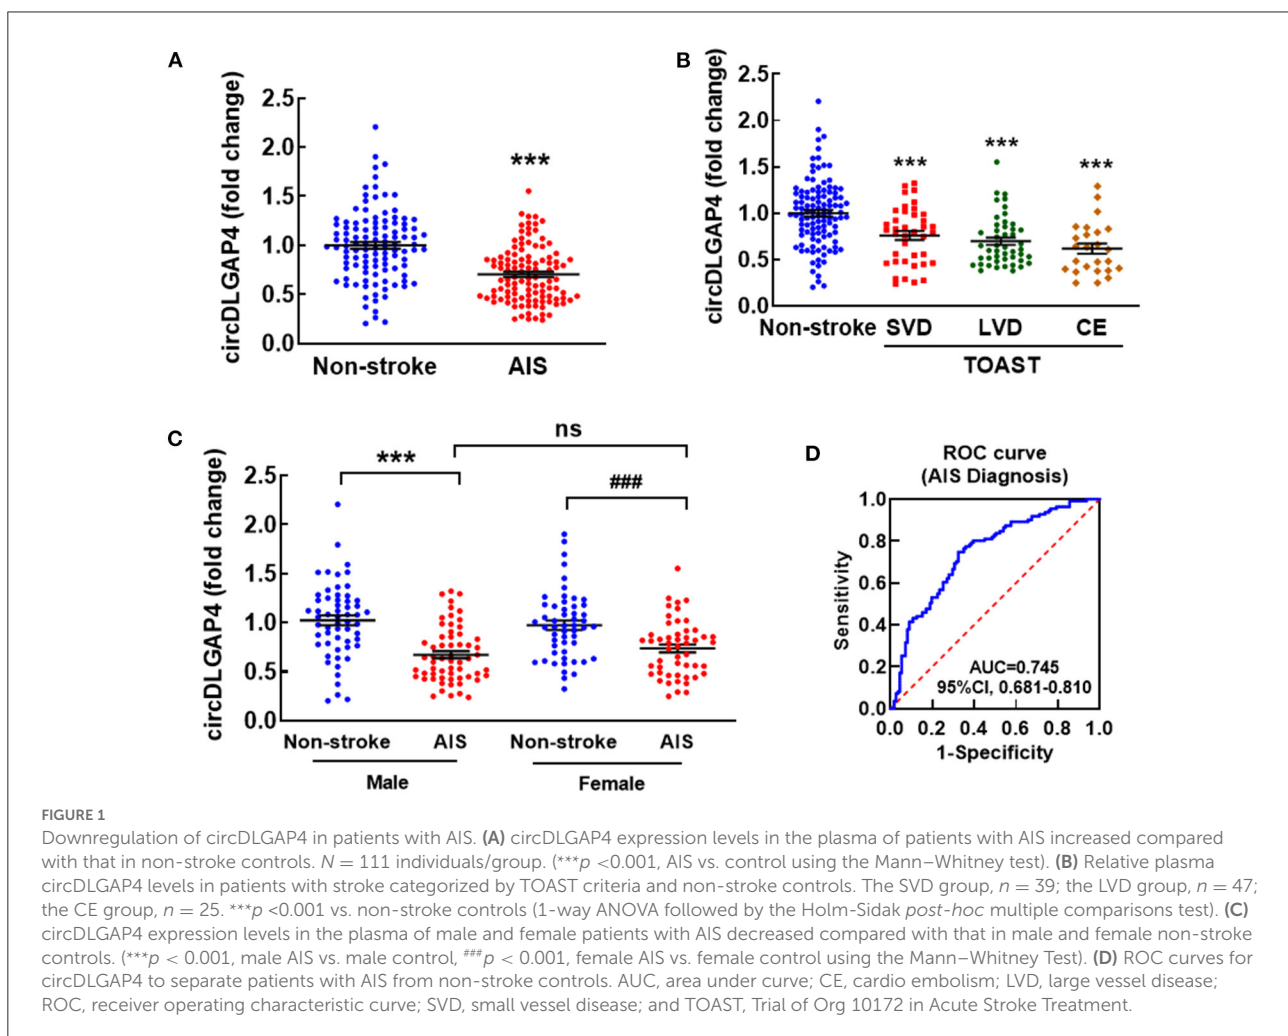 A
circDLGAP4 (fold change)
2.5
2.0
1.5
1.0
0.5
0.0
***
Non-stroke
AIS
B
circDLGAP4 (fold change)
2.5
2.0
1.5
1.0
0.5
0.0
***
***
***
Non-stroke
SVD
LVD
CE
TOAST
C
circDLGAP4 (fold change)
2.5
2.0
1.5
1.0
0.5
0.0
ns
***
###
Non-stroke
AIS
Non-stroke
AIS
Male
Female
D
ROC curve
(AIS Diagnosis)
Sensitivity
1.0
0.8
0.6
0.4
0.2
0.0
AUC=0.745
95%CI, 0.681-0.810
0.0 0.2 0.4 0.6 0.8 1.0
1-Specificity
FIGURE 1
Downregulation of circDLGAP4 in patients with AIS. (A) circDLGAP4 expression levels in the plasma of patients with AIS increased compared
with that in non-stroke controls. N = 111 individuals/group. (***p <0.001, AIS vs. control using the Mann–Whitney test). (B) Relative plasma
circDLGAP4 levels in patients with stroke categorized by TOAST criteria and non-stroke controls. The SVD group, n = 39; the LVD group, n = 47;
the CE group, n = 25. ***p <0.001 vs. non-stroke controls (1-way ANOVA followed by the Holm-Sidak post-hoc multiple comparisons test). (C)
circDLGAP4 expression levels in the plasma of male and female patients with AIS decreased compared with that in male and female non-stroke
controls. (***p < 0.001, male AIS vs. male control, ###p < 0.001, female AIS vs. female control using the Mann–Whitney Test). (D) ROC curves for
circDLGAP4 to separate patients with AIS from non-stroke controls. AUC, area under curve; CE, cardio embolism; LVD, large vessel disease;
ROC, receiver operating characteristic curve; SVD, small vessel disease; and TOAST, Trial of Org 10172 in Acute Stroke Treatment.